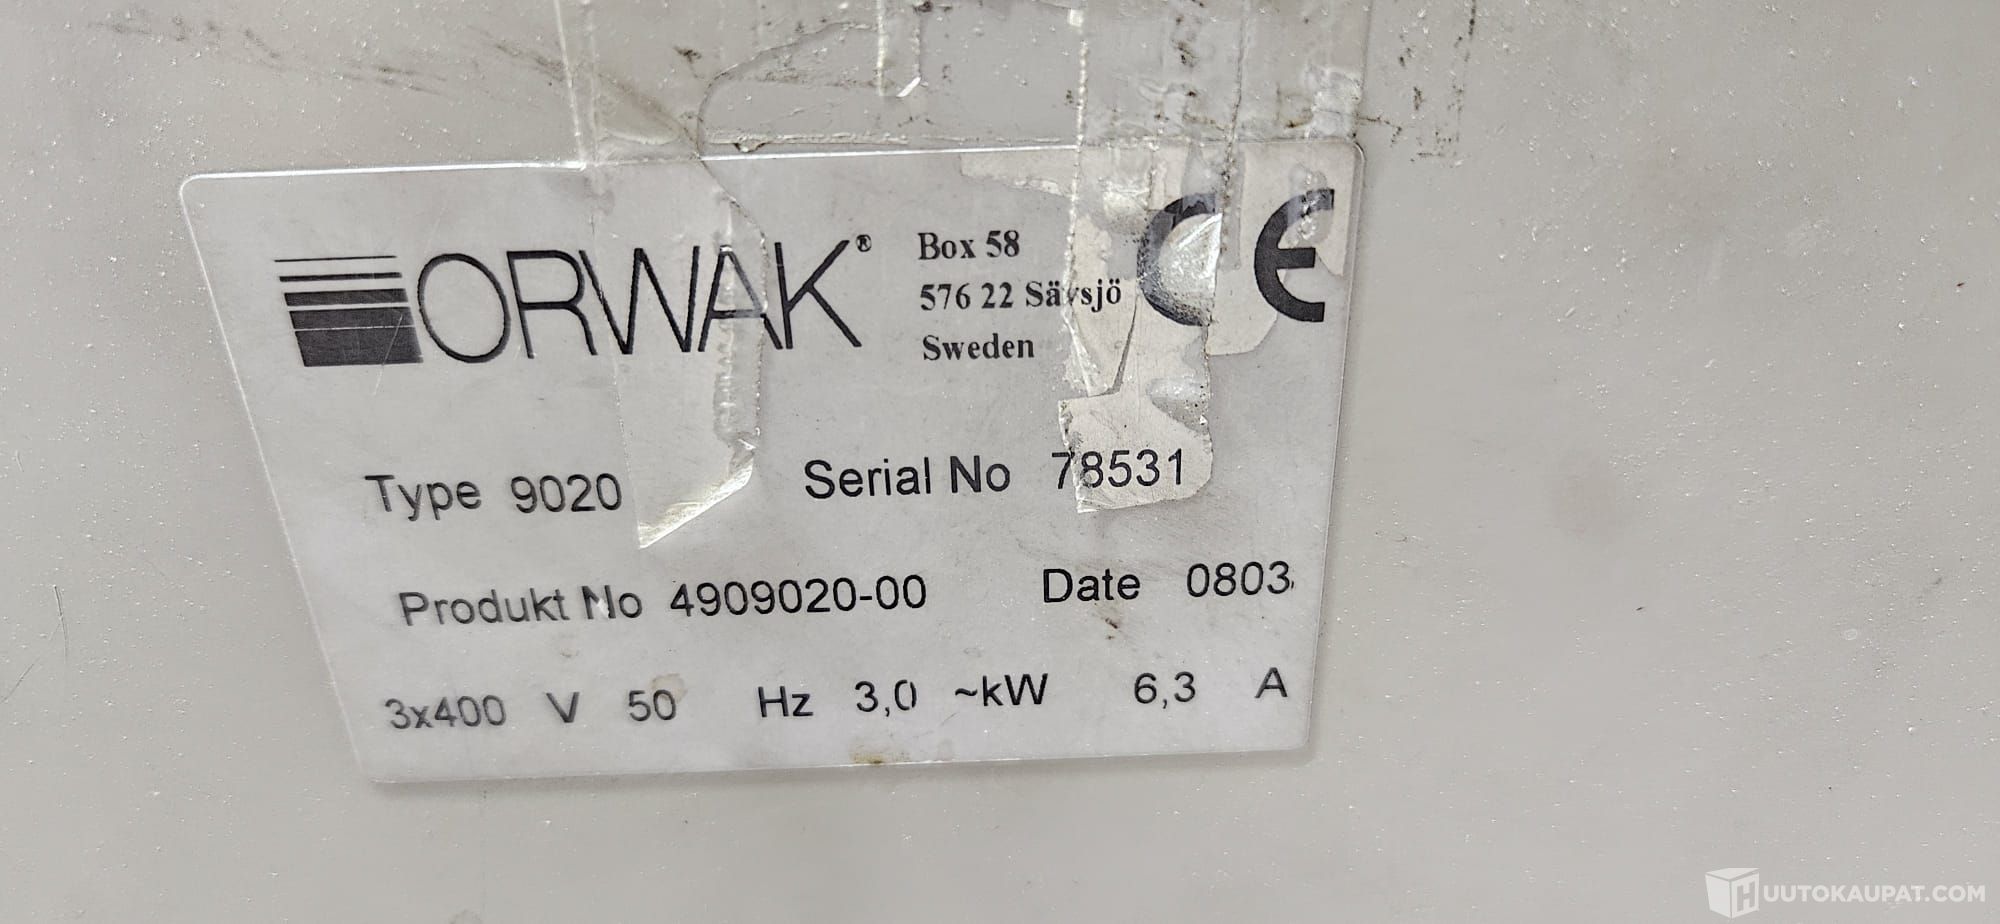 ORWAK®
Box 58
576 22 Sävsjö
Sweden
CE
Type 9020 Serial No 78531
Produkt No 4909020-00 Date 0803
3x400 V 50 Hz 3,0 ~kW 6,3 A
HUUTOKAUPAT.COM